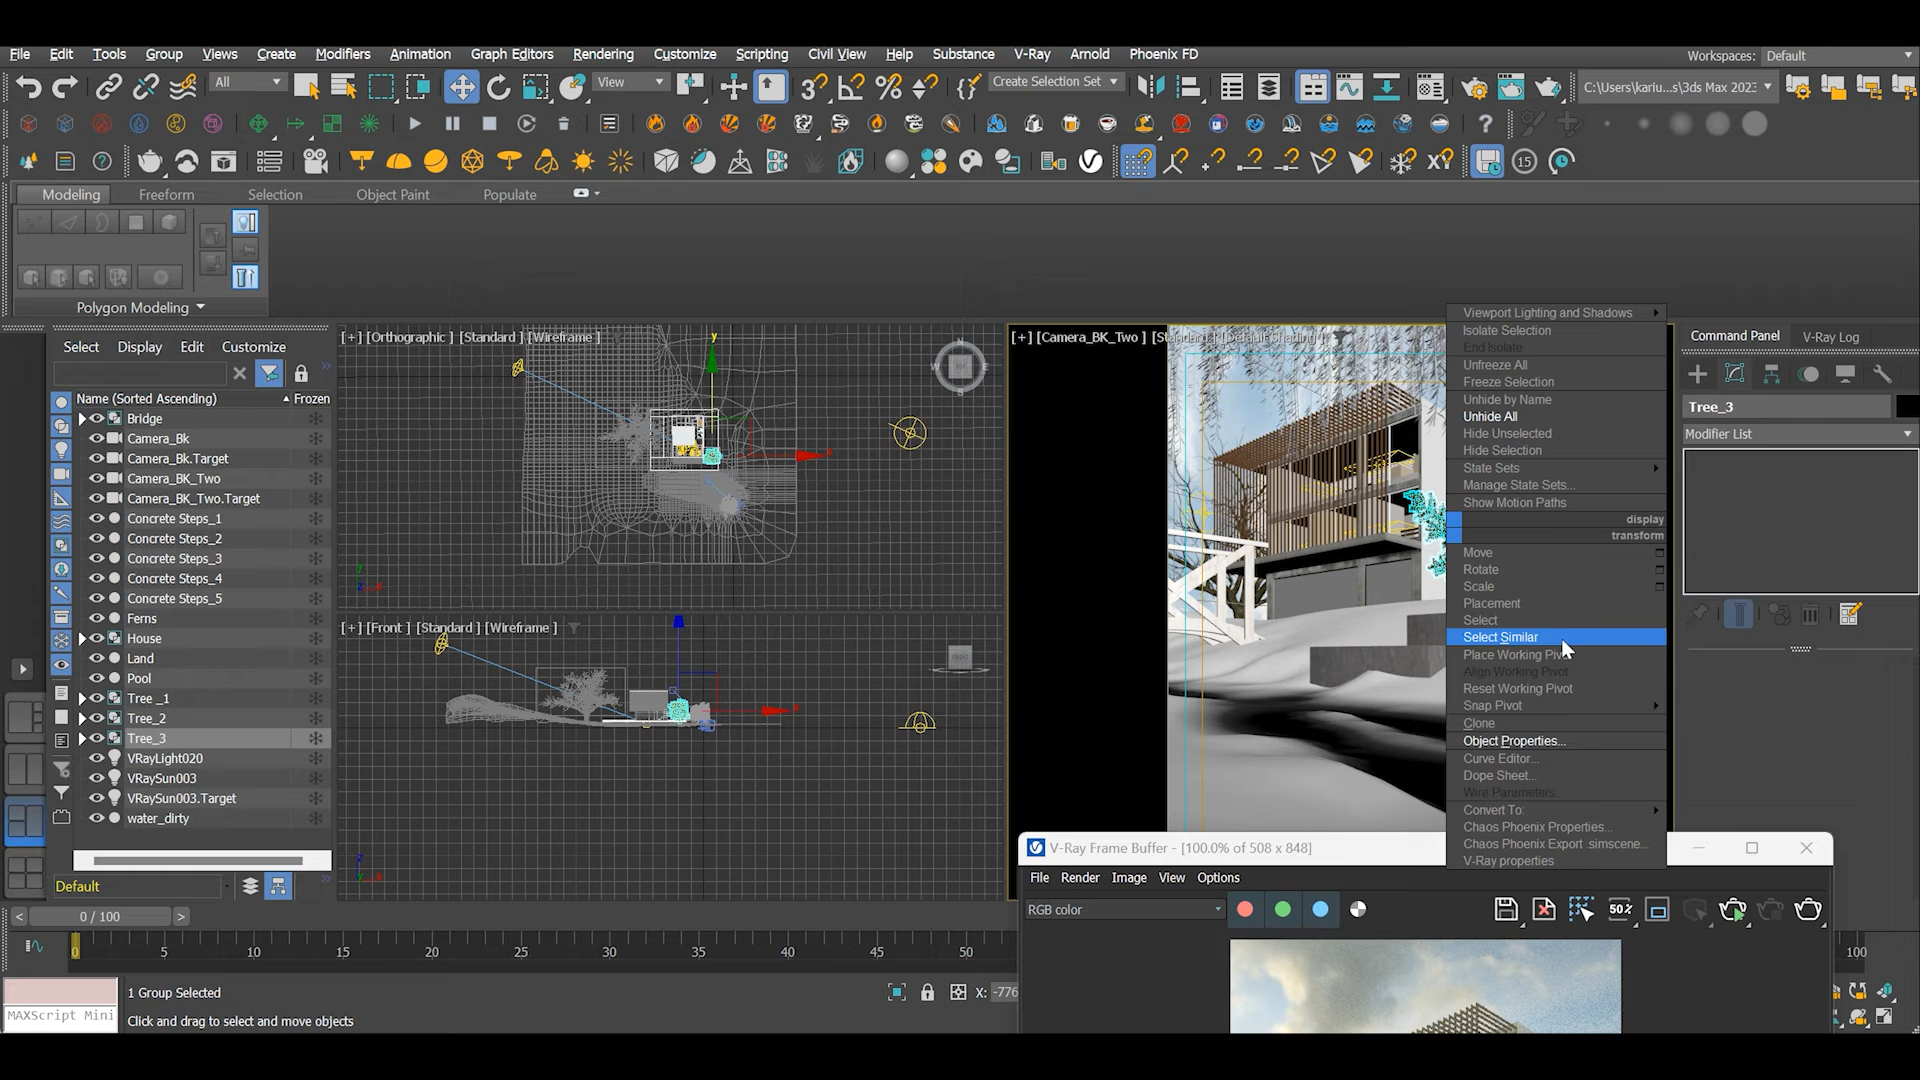 File Edit Tools Group Views Create Modifiers Animation Graph Editors Rendering Customize Scripting Civil View Help Substance V-Ray Arnold Phoenix FD
Workspaces: Default
All
View
Create Selection Set
C:\Users\kariu...s\3ds Max 2023
15
XY
Modeling Freeform Selection Object Paint Populate
Polygon Modeling
Select Display Edit Customize
Name (Sorted Ascending) Frozen
Bridge
Camera_Bk
Camera_Bk.Target
Camera_BK_Two
Camera_BK_Two.Target
Concrete Steps_1
Concrete Steps_2
Concrete Steps_3
Concrete Steps_4
Concrete Steps_5
Ferns
House
Land
Pool
Tree _1
Tree_2
Tree_3
VRayLight020
VRaySun003
VRaySun003.Target
water_dirty
Default
[+] [Orthographic ] [Standard ] [Wireframe ]
[+] [Front ] [Standard ] [Wireframe ]
[+] [Camera_BK_Two ]
Viewport Lighting and Shadows
Isolate Selection
End Isolate
Unfreeze All
Freeze Selection
Unhide by Name
Unhide All
Hide Unselected
Hide Selection
State Sets
Manage State Sets...
Show Motion Paths
display
transform
Move
Rotate
Scale
Placement
Select
Select Similar
Place Working
Align Working Pivot
Reset Working Pivot
Snap Pivot
Clone
Object Properties...
Curve Editor...
Dope Sheet...
Wire Parameters...
Convert To:
Chaos Phoenix Properties...
Chaos Phoenix Export .simscene...
V-Ray properties
Command Panel V-Ray Log
Tree_3
Modifier List
V-Ray Frame Buffer - [100.0% of 508 x 848]
File Render Image View Options
RGB color
50%
< 0 / 100 >
0 5 10 15 20 25 30 35 40 45 50 100
MAXScript Mini
1 Group Selected
Click and drag to select and move objects
X: -776